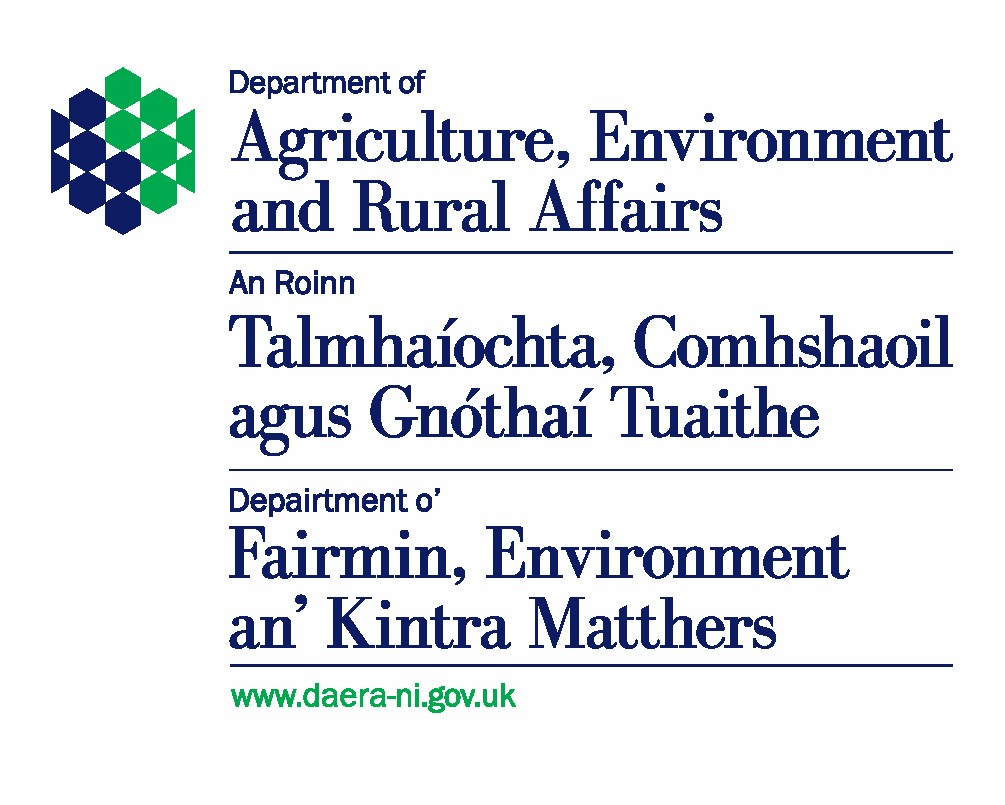 Department of
Agriculture, Environment
and Rural Affairs
An Roinn
Talmhaíochta, Comhshaoil
agus Gnóthaí Tuaithe
Depairtment o’
Fairmin, Environment
an’ Kintra Matthers
www.daera-ni.gov.uk